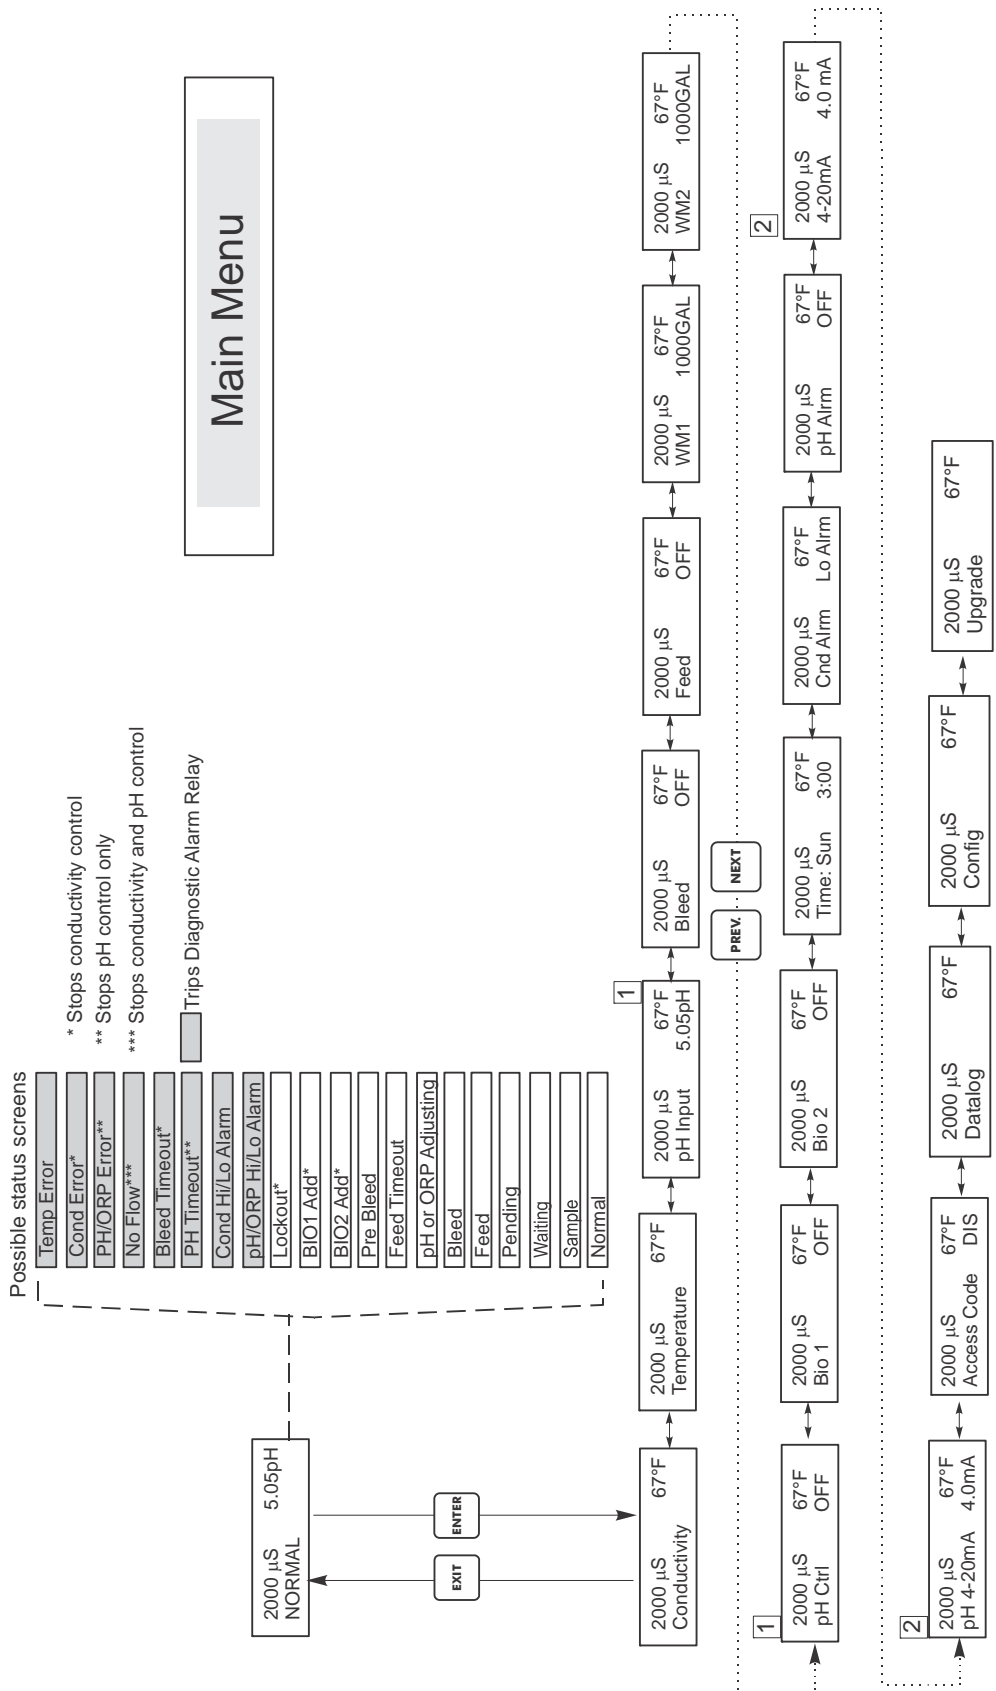 Main Menu
Possible status screens
Temp Error
Cond Error*
PH/ORP Error**
No Flow***
Bleed Timeout*
PH Timeout**
Cond Hi/Lo Alarm
pH/ORP Hi/Lo Alarm
Lockout*
BIO1 Add*
BIO2 Add*
Pre Bleed
Feed Timeout
pH or ORP Adjusting
Bleed
Feed
Pending
Waiting
Sample
Normal
* Stops conductivity control
** Stops pH control only
*** Stops conductivity and pH control
Trips Diagnostic Alarm Relay
2000 µS 5.05pH
NORMAL
EXIT
ENTER
2000 µS 67°F
Conductivity
2000 µS 67°F
Temperature
1
2000 µS 67°F
pH Input 5.05pH
2000 µS 67°F
Bleed OFF
2000 µS 67°F
Feed OFF
2000 µS 67°F
WM1 1000GAL
2000 µS 67°F
WM2 1000GAL
PREV.
NEXT
1
2000 µS 67°F
pH Ctrl OFF
2000 µS 67°F
Bio 1 OFF
2000 µS 67°F
Bio 2 OFF
2000 µS 67°F
Time: Sun 3:00
2000 µS 67°F
Cnd Alrm Lo Alrm
2000 µS 67°F
pH Alrm OFF
2
2000 µS 67°F
4-20mA 4.0 mA
2
2000 µS 67°F
pH 4-20mA 4.0mA
2000 µS 67°F
Access Code DIS
2000 µS 67°F
Datalog
2000 µS 67°F
Config
2000 µS 67°F
Upgrade